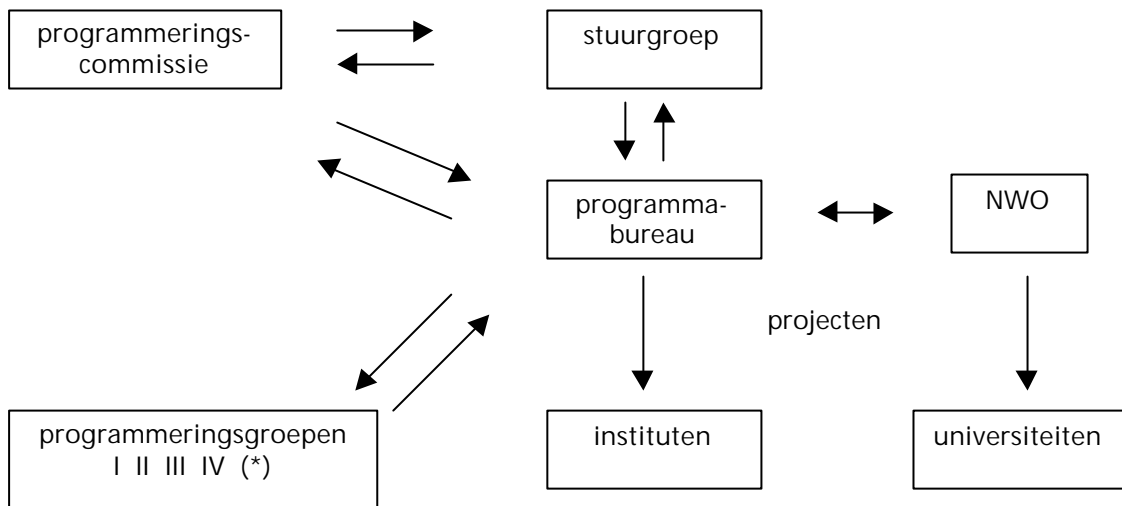 programmerings-
commissie
stuurgroep
programma-
bureau
NWO
projecten
programmeringsgroepen
I II III IV (*)
instituten
universiteiten